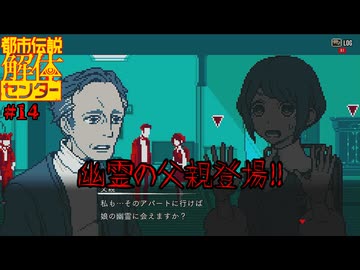 都市伝説
解体
センター
#14
LOG
幽霊の父親登場!!
父親
私も…そのアパートに行けば
娘の幽霊に会えますか？